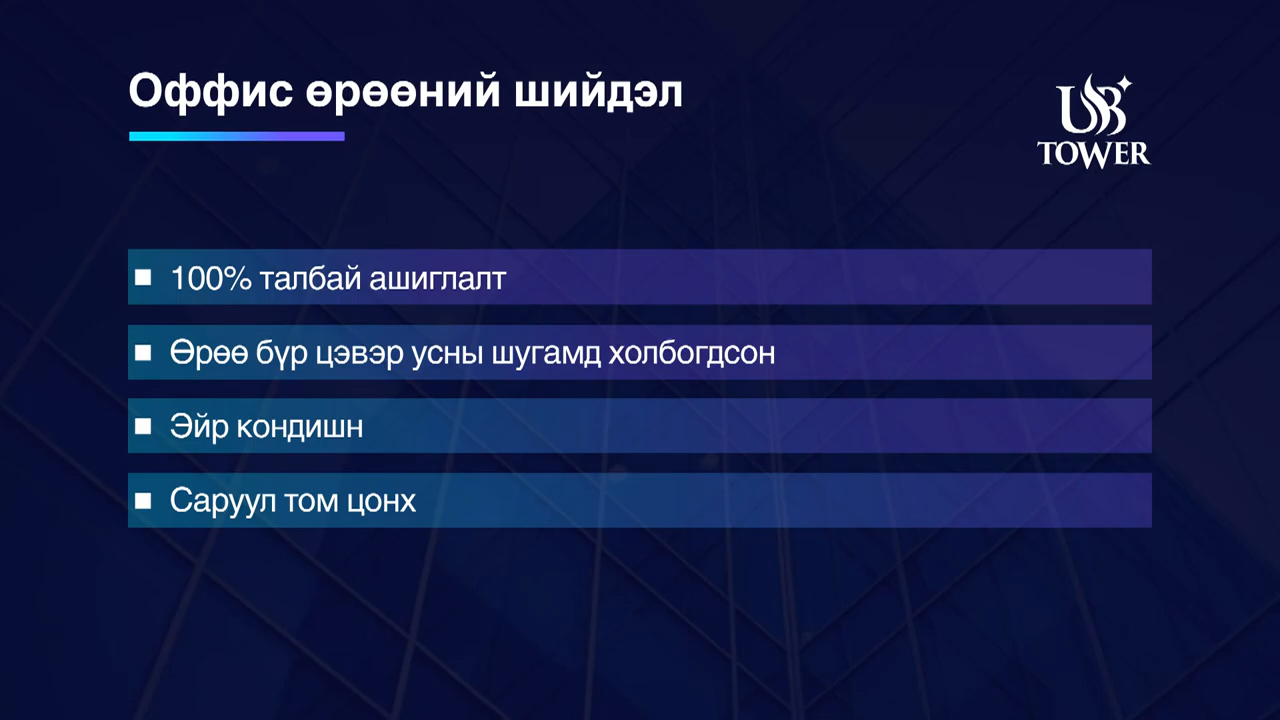 Оффис өрөөний шийдэл
UB
TOWER
100% талбай ашиглалт
Өрөө бүр цэвэр усны шугамд холбогдсон
Эйр кондишн
Саруул том цонх